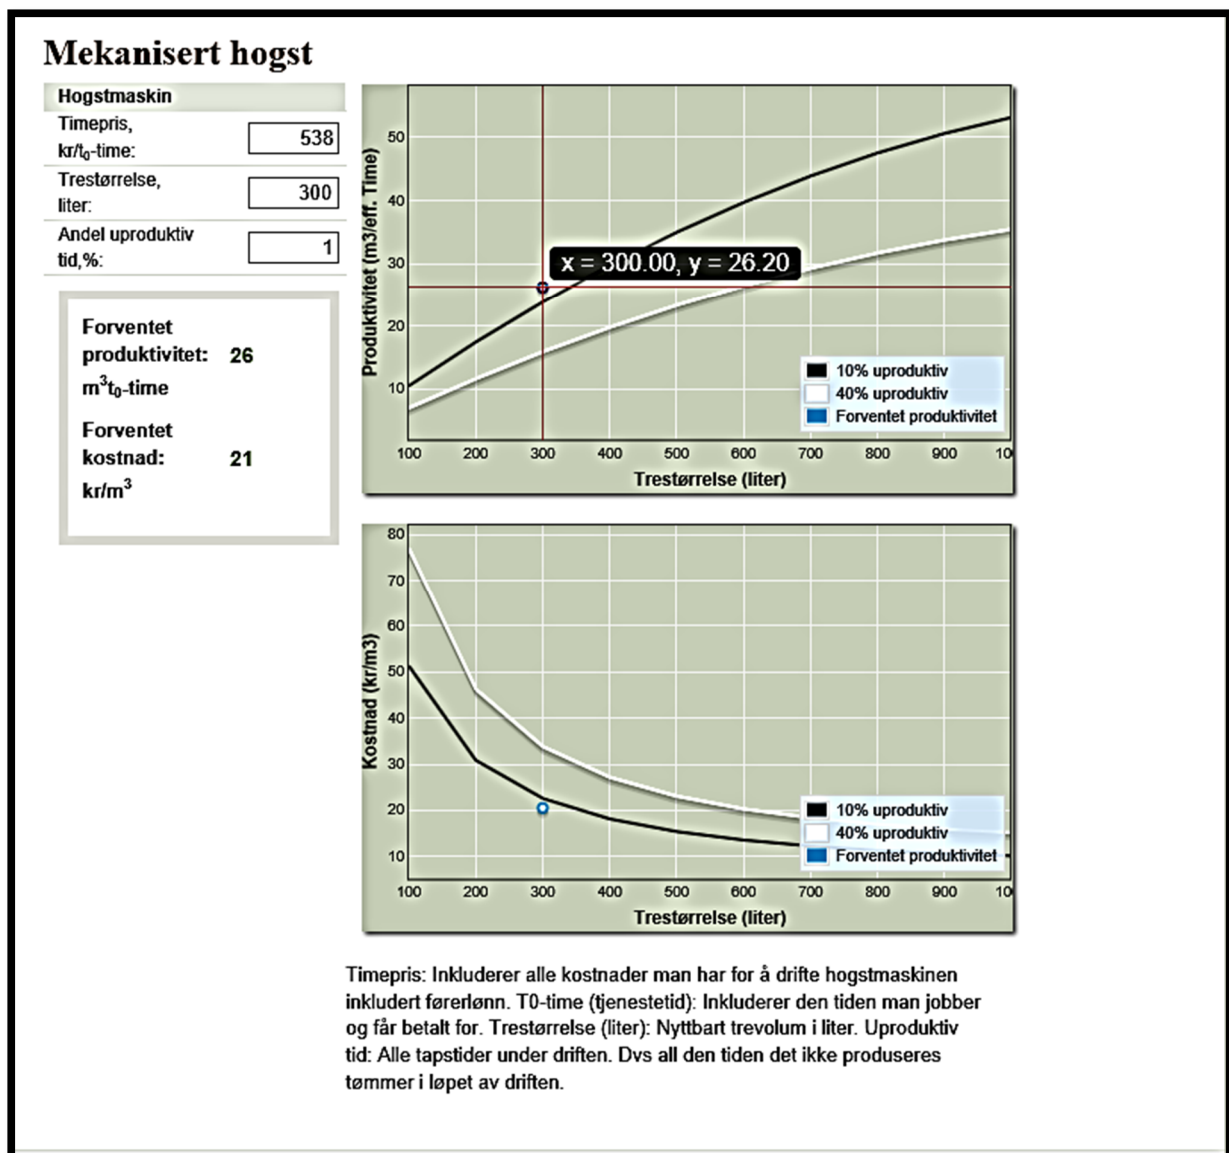 Mekanisert hogst
Hogstmaskin
Timepris,
kr/t₀-time: 538
Trestørrelse,
liter: 300
Andel uproduktiv
tid,%: 1
Forventet
produktivitet: 26
m³t₀-time
Forventet
kostnad: 21
kr/m³
Produktivitet (m3/eff. Time)
50
40
30
20
10
x = 300.00, y = 26.20
10% uproduktiv
40% uproduktiv
Forventet produktivitet
100 200 300 400 500 600 700 800 900 10
Trestørrelse (liter)
Kostnad (kr/m3)
80
70
60
50
40
30
20
10
10% uproduktiv
40% uproduktiv
Forventet produktivitet
100 200 300 400 500 600 700 800 900 10
Trestørrelse (liter)
Timepris: Inkluderer alle kostnader man har for å drifte hogstmaskinen
inkludert førerlønn. T0-time (tjenestetid): Inkluderer den tiden man jobber
og får betalt for. Trestørrelse (liter): Nyttbart trevolum i liter. Uproduktiv
tid: Alle tapstider under driften. Dvs all den tiden det ikke produseres
tømmer i løpet av driften.